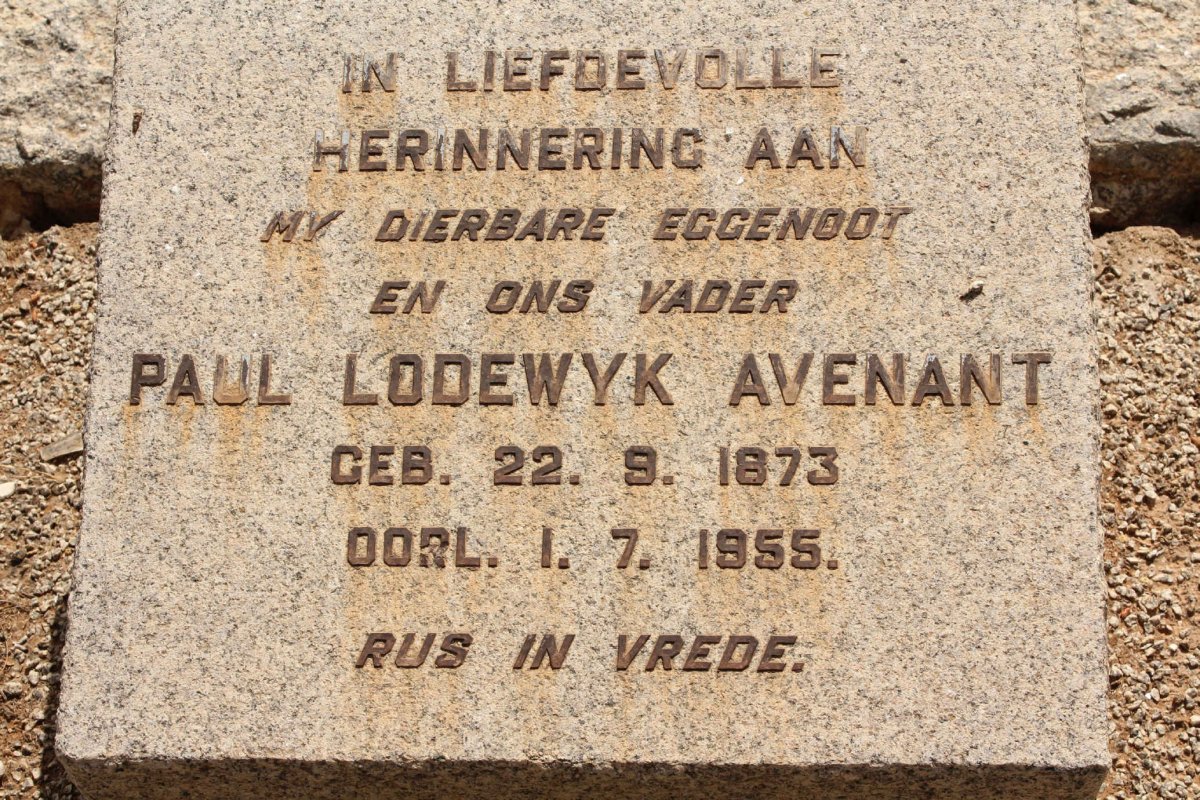 IN LIEFDEVOLLE
HERINNERING AAN
MY DIERBARE EGGENOOT
EN ONS VADER
PAUL LODEWYK AVENANT
GEB. 22. 9. 1873
OORL. 1. 7. 1955.
RUS IN VREDE.